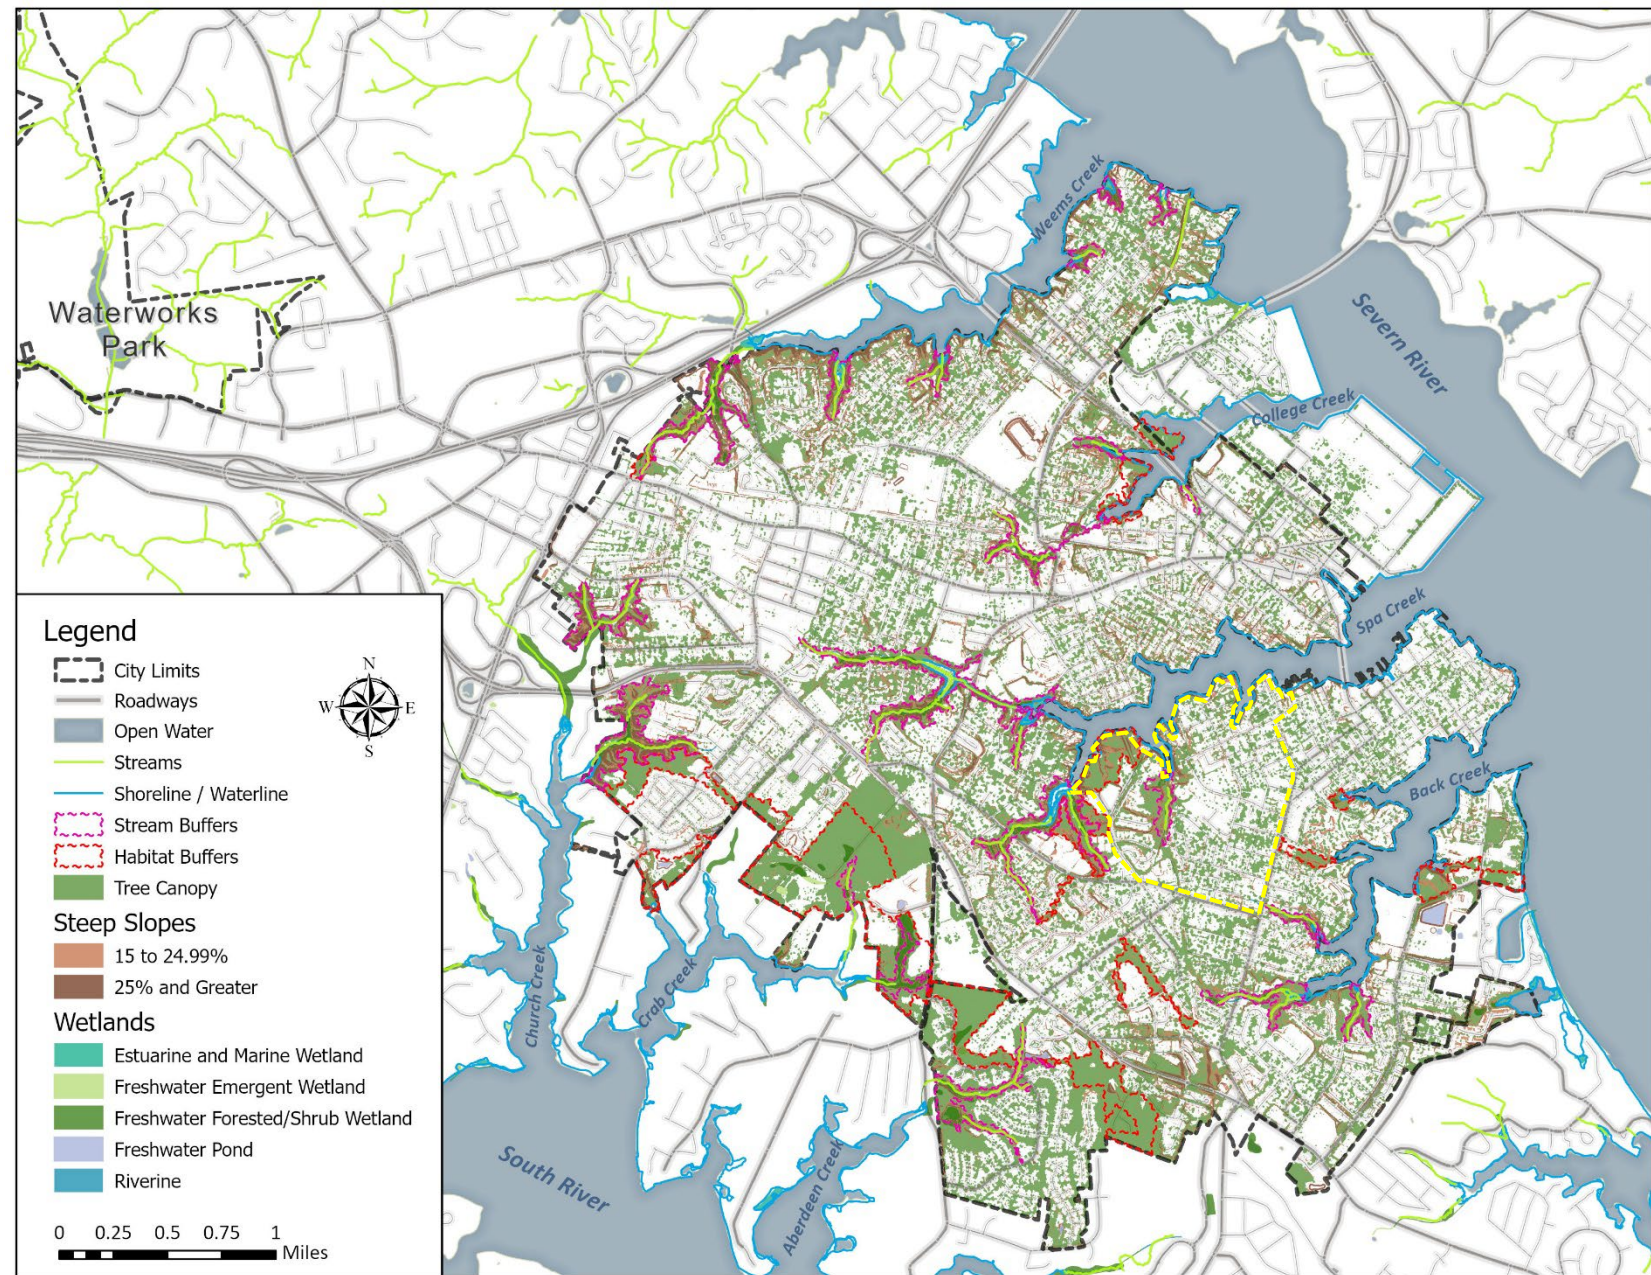 Weems Creek
Severn River
Waterworks
Park
College Creek
Spa Creek
Back Creek
Church Creek
Crab Creek
South River
Aberdeen Creek
Legend
City Limits
Roadways
Open Water
Streams
Shoreline / Waterline
Stream Buffers
Habitat Buffers
Tree Canopy
N
W
E
S
Steep Slopes
15 to 24.99%
25% and Greater
Wetlands
Estuarine and Marine Wetland
Freshwater Emergent Wetland
Freshwater Forested/Shrub Wetland
Freshwater Pond
Riverine
0 0.25 0.5 0.75 1
Miles